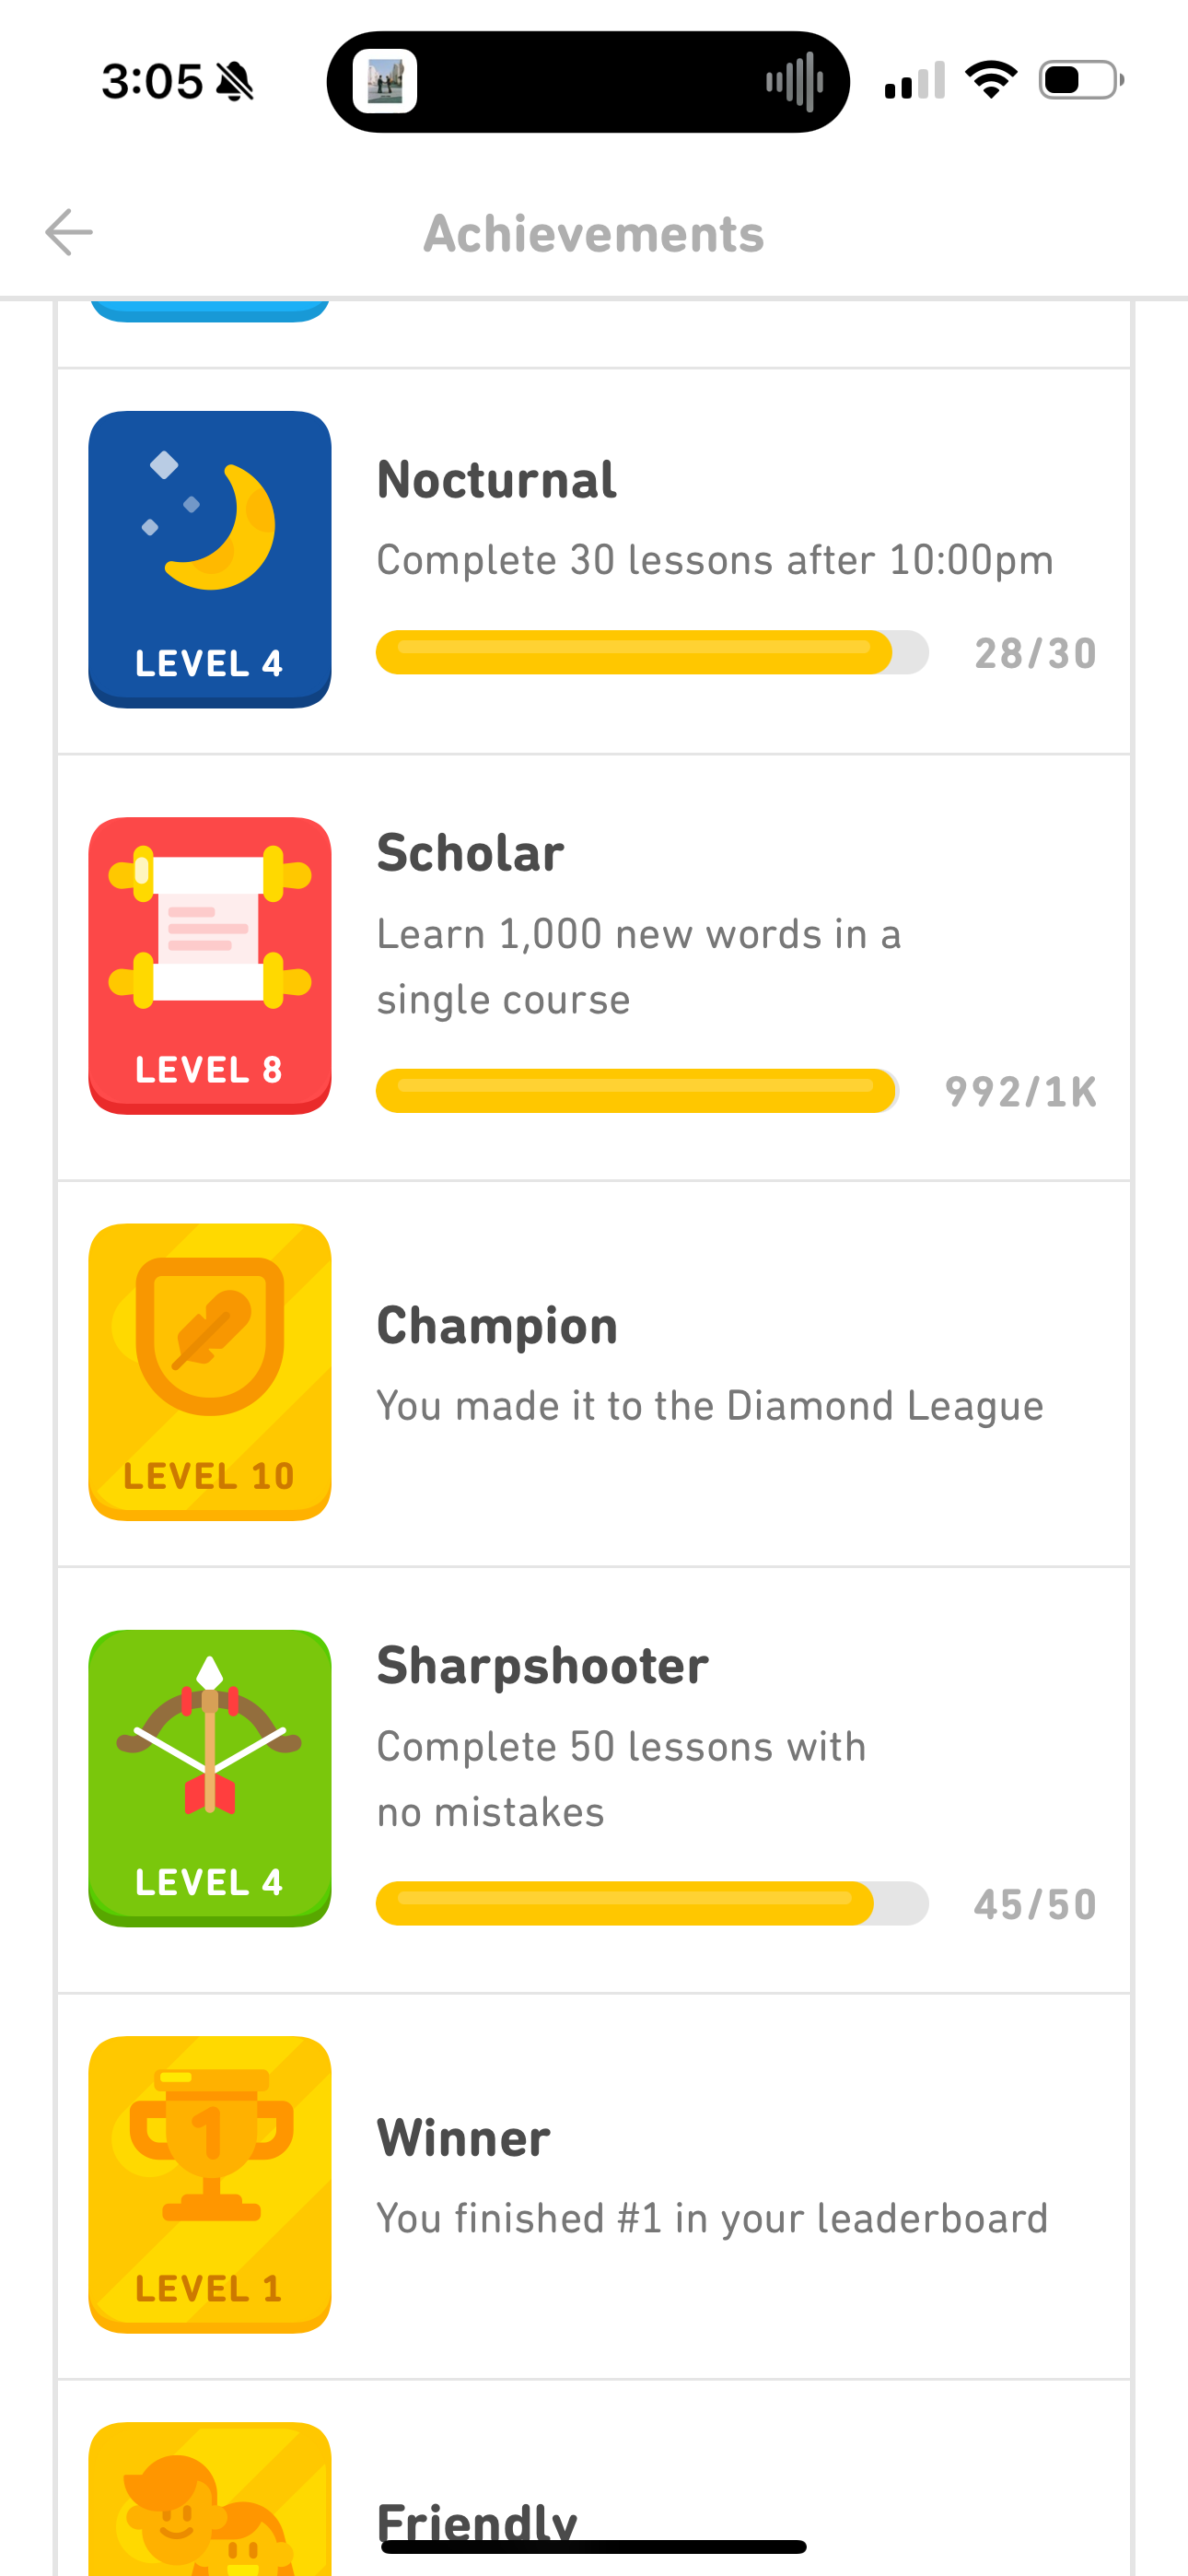 3:05
Achievements
Nocturnal
Complete 30 lessons after 10:00pm
LEVEL 4
28/30
Scholar
Learn 1,000 new words in a
single course
LEVEL 8
992/1K
Champion
You made it to the Diamond League
LEVEL 10
Sharpshooter
Complete 50 lessons with
no mistakes
LEVEL 4
45/50
1
Winner
You finished #1 in your leaderboard
LEVEL 1
Friendly